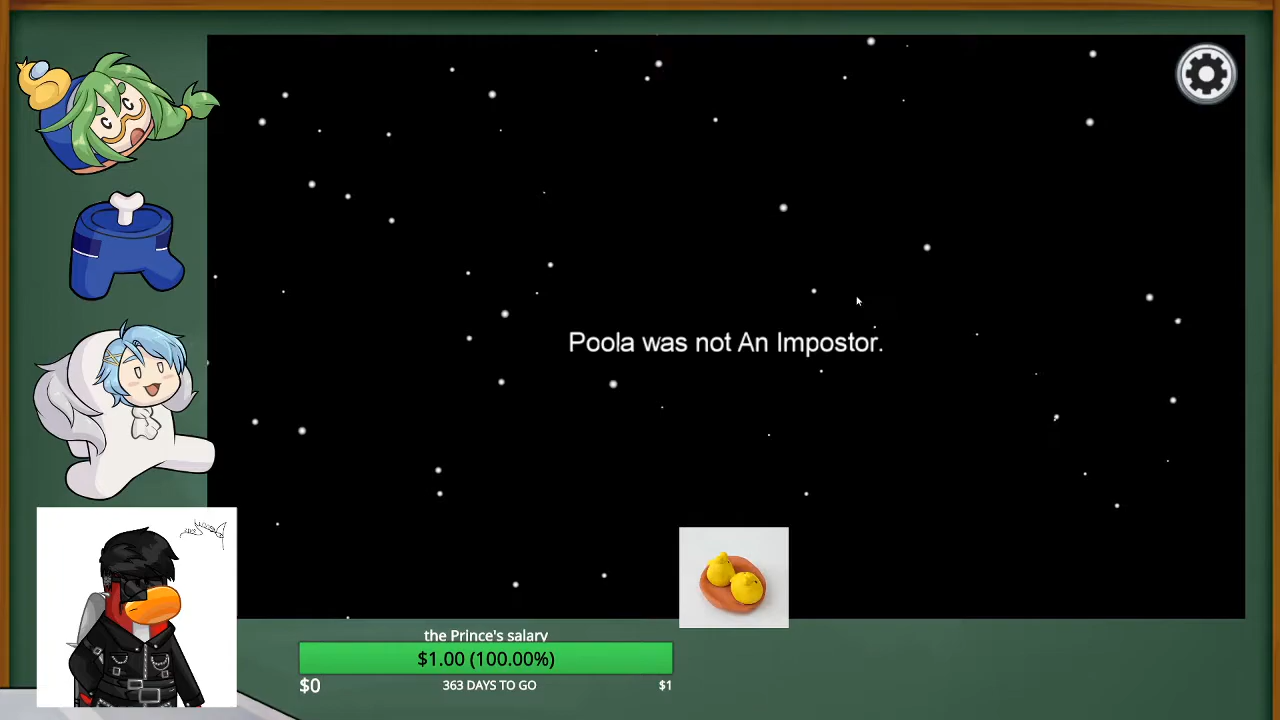 Poola was not An Impostor.
the Prince's salary
$1.00 (100.00%)
$0
363 DAYS TO GO
$1